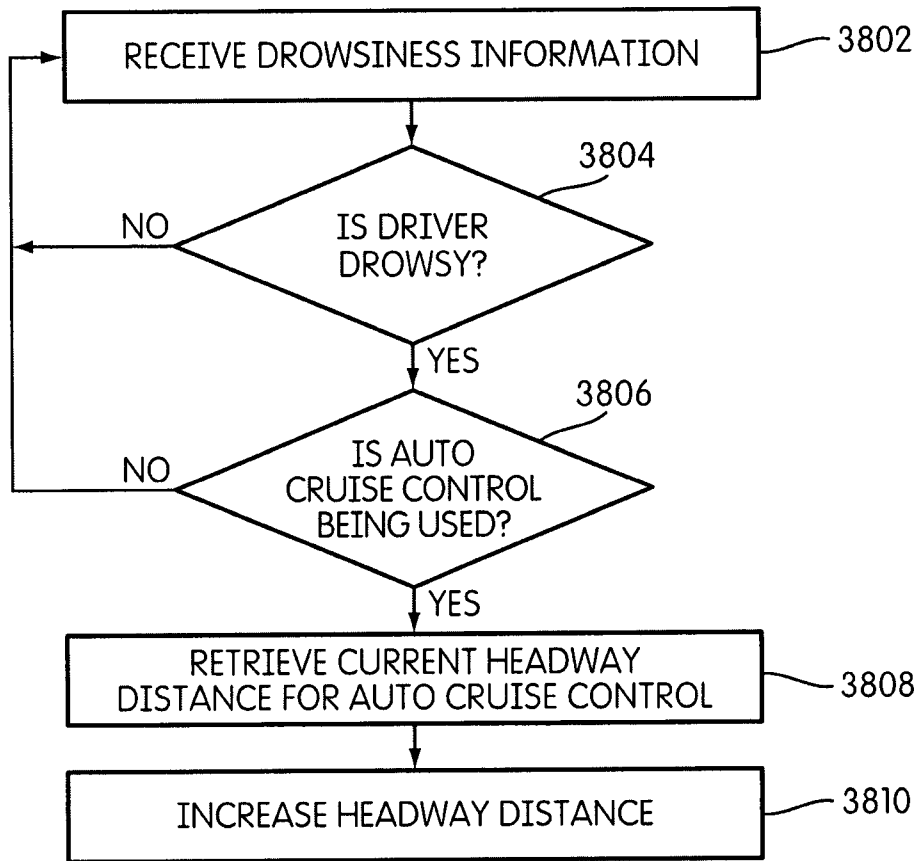 RECEIVE DROWSINESS INFORMATION
3802
3804
IS DRIVER
DROWSY?
NO
YES
3806
IS AUTO
CRUISE CONTROL
BEING USED?
NO
YES
RETRIEVE CURRENT HEADWAY
DISTANCE FOR AUTO CRUISE CONTROL
3808
INCREASE HEADWAY DISTANCE
3810